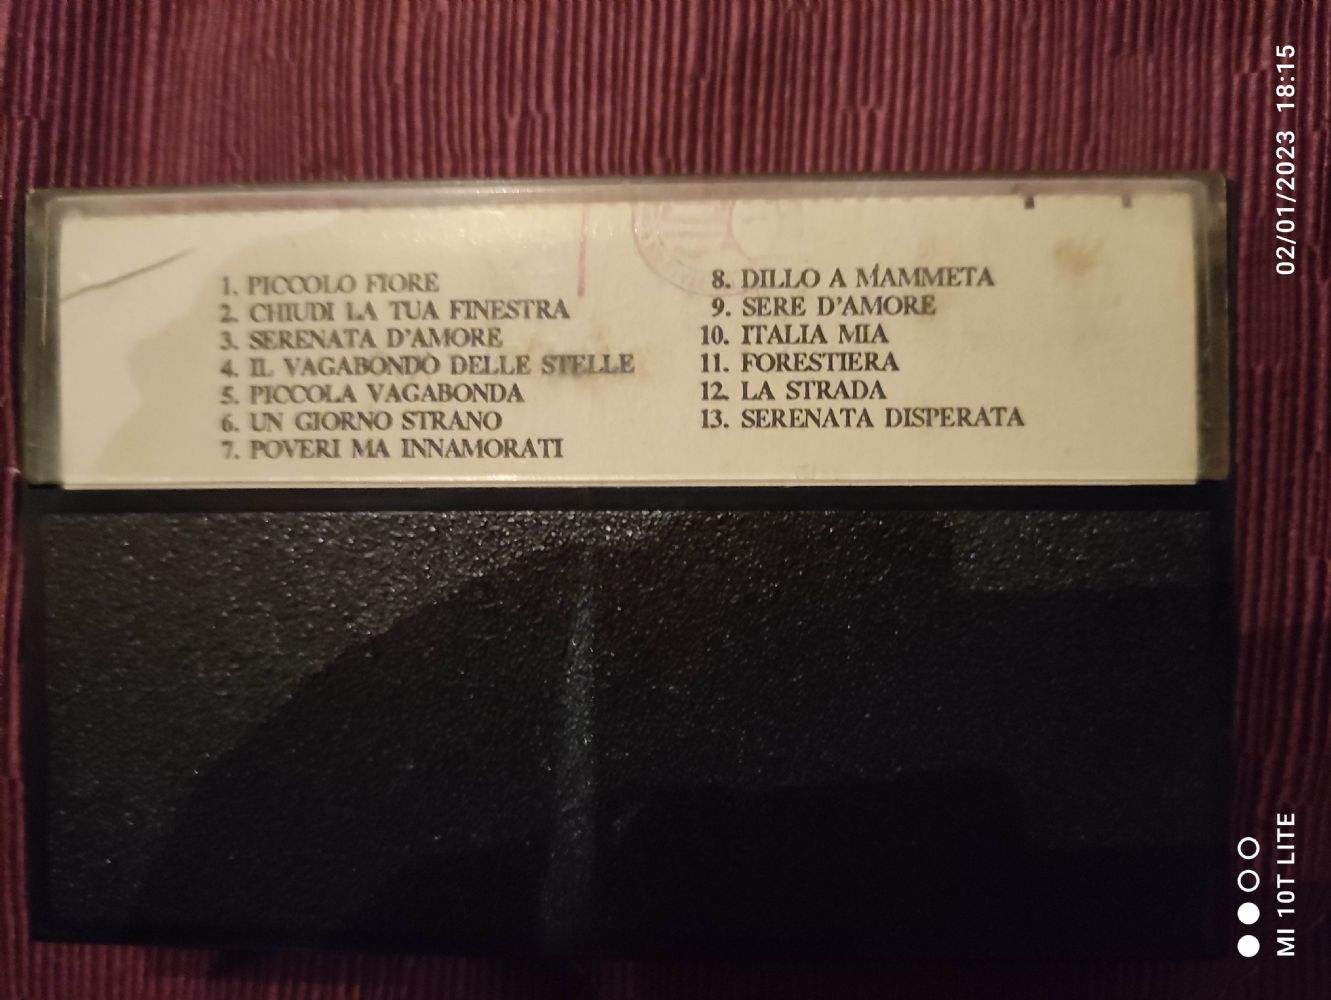 1. PICCOLO FIORE
2. CHIUDI LA TUA FINESTRA
3. SERENATA D'AMORE
4. IL VAGABONDO DELLE STELLE
5. PICCOLA VAGABONDA
6. UN GIORNO STRANO
7. POVERI MA INNAMORATI
8. DILLO A MAMMETA
9. SERE D'AMORE
10. ITALIA MIA
11. FORESTIERA
12. LA STRADA
13. SERENATA DISPERATA
02/01/2023 18:15
MI 10T LITE